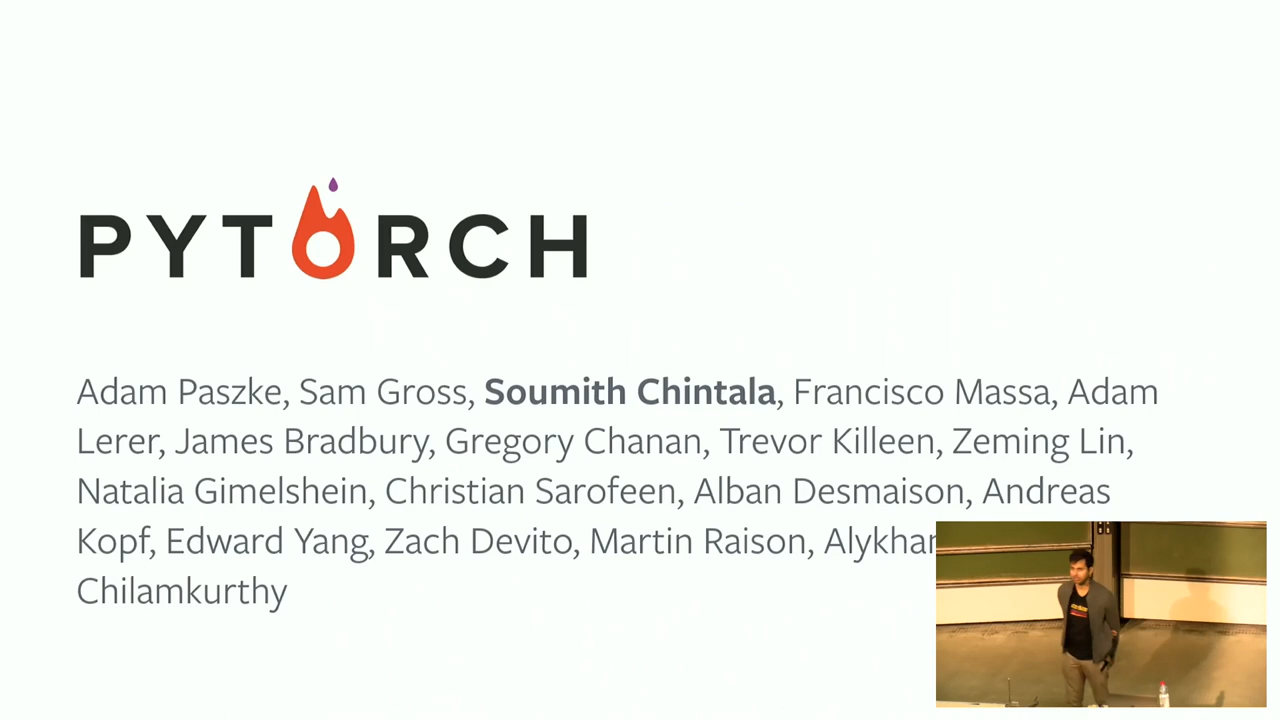 PYTORCH
Adam Paszke, Sam Gross, Soumith Chintala, Francisco Massa, Adam
Lerer, James Bradbury, Gregory Chanan, Trevor Killeen, Zeming Lin,
Natalia Gimelshein, Christian Sarofeen, Alban Desmaison, Andreas
Kopf, Edward Yang, Zach Devito, Martin Raison,
Chilamkurthy